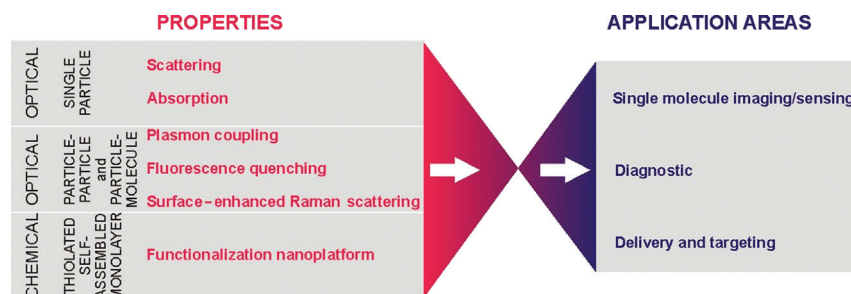 PROPERTIES
APPLICATION AREAS
OPTICAL
SINGLE
PARTICLE
Scattering
Absorption
OPTICAL
PARTICLE-
PARTICLE
and
PARTICLE-
MOLECULE
Plasmon coupling
Fluorescence quenching
Surface-enhanced Raman scattering
CHEMICAL
THIOLATED
SELF-
ASSEMBLED
MONOLAYER
Functionalization nanoplatform
Single molecule imaging/sensing
Diagnostic
Delivery and targeting